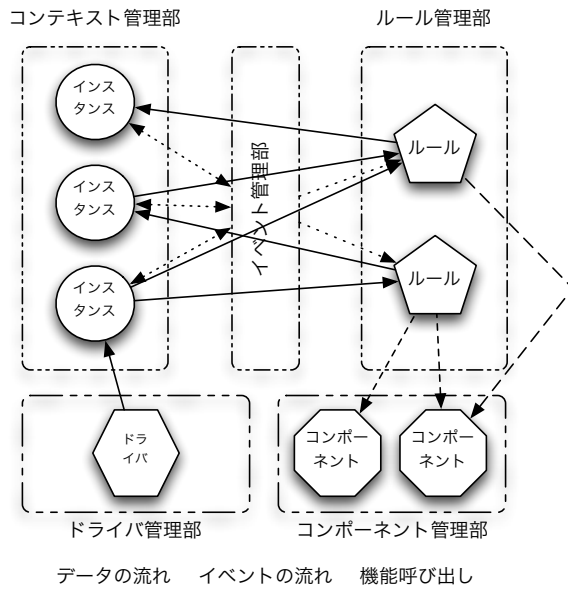 コンテキスト管理部
ルール管理部
インス
タンス
インス
タンス
インス
タンス
イベント管理部
ルール
ルール
ドラ
イバ
コンポー
ネント
コンポー
ネント
ドライバ管理部
コンポーネント管理部
データの流れ イベントの流れ 機能呼び出し